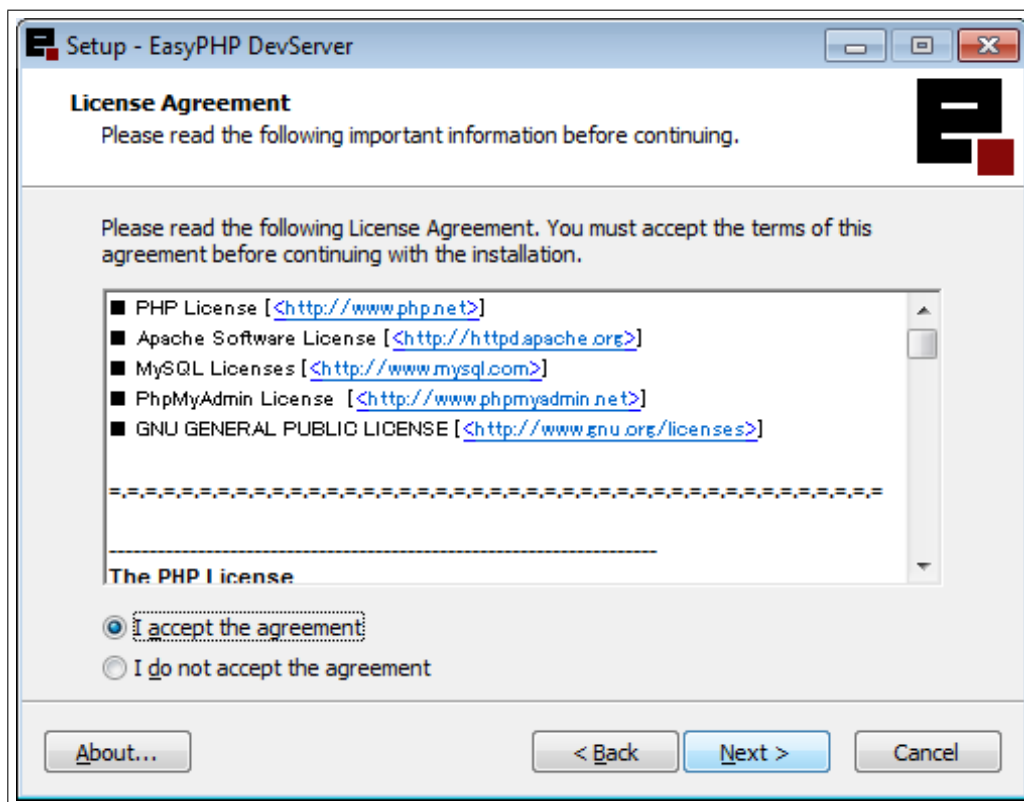 Setup - EasyPHP DevServer
License Agreement
Please read the following important information before continuing.
Please read the following License Agreement. You must accept the terms of this
agreement before continuing with the installation.
■ PHP License [<http://www.php.net>]
■ Apache Software License [<http://httpd.apache.org>]
■ MySQL Licenses [<http://www.mysql.com>]
■ PhpMyAdmin License [<http://www.phpmyadmin.net>]
■ GNU GENERAL PUBLIC LICENSE [<http://www.gnu.org/licenses>]
=.=.=.=.=.=.=.=.=.=.=.=.=.=.=.=.=.=.=.=.=.=.=.=.=.=.=.=.=.=.=.=.=.=.=.=.=.=.=.=.=.=.=
--------------------------------------------------------------------
The PHP License
I accept the agreement
I do not accept the agreement
About...
< Back
Next >
Cancel